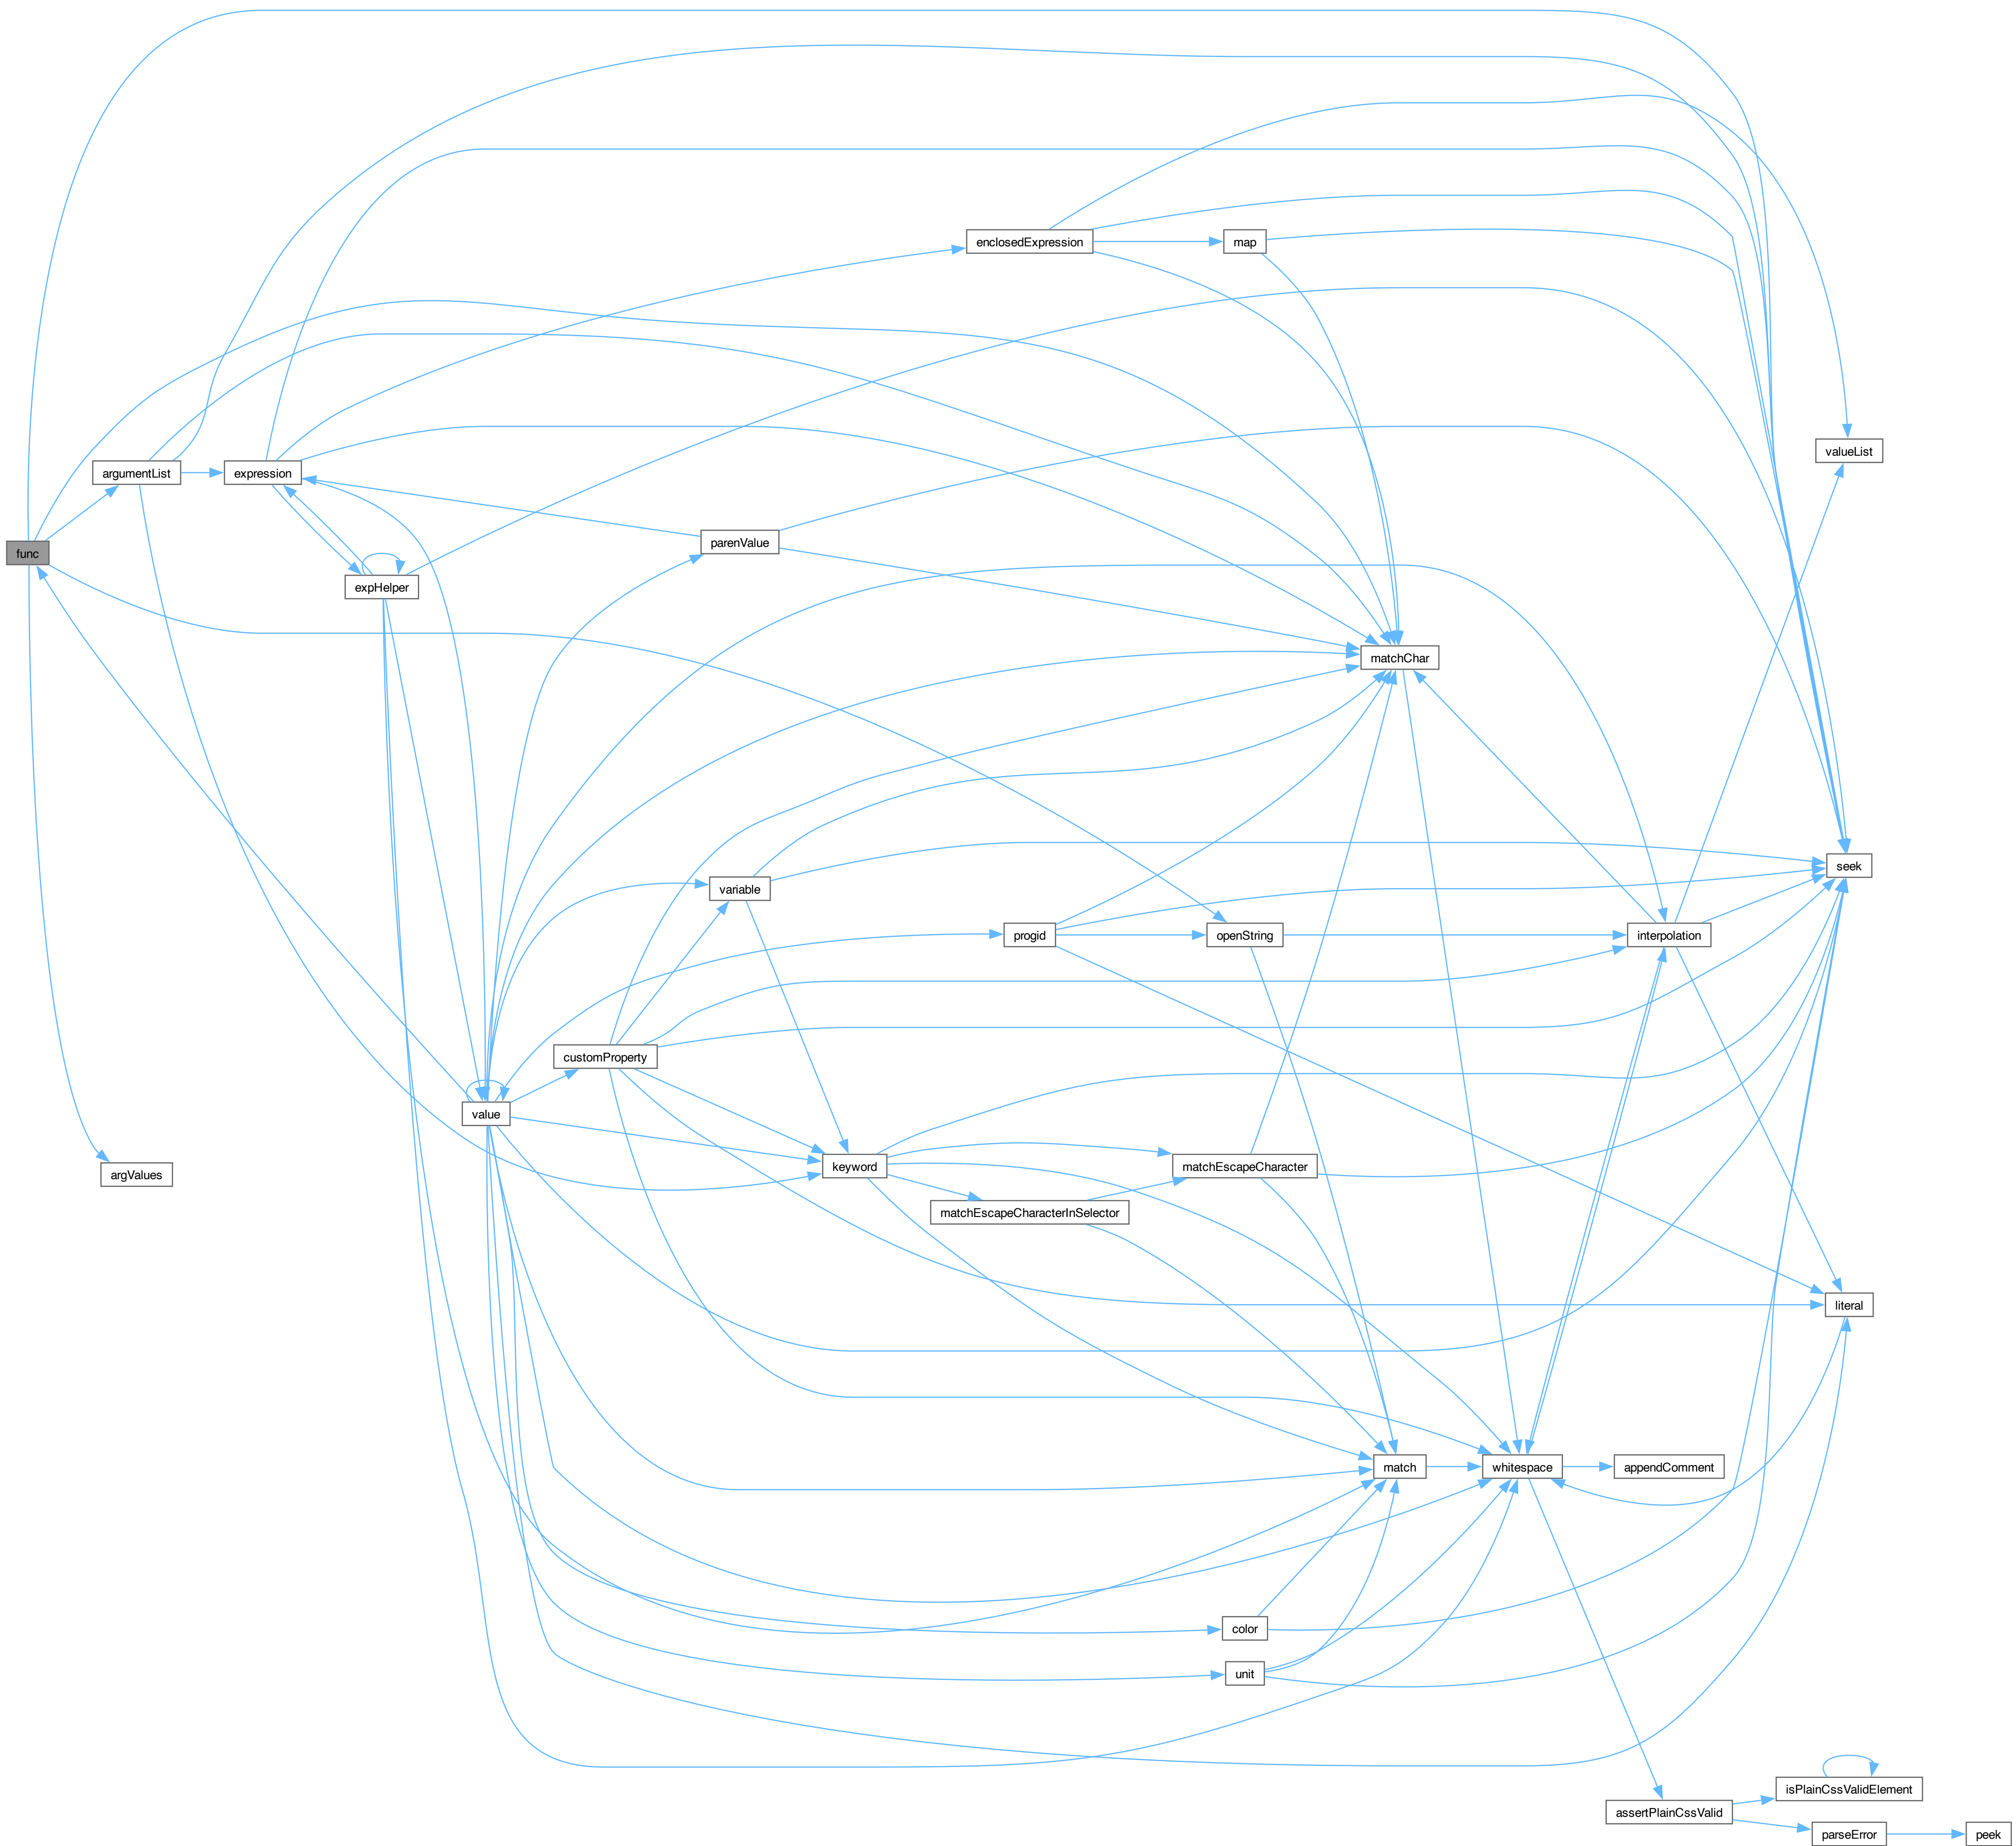 enclosedExpression
map
valueList
argumentList
expression
parenValue
func
expHelper
matchChar
seek
variable
progid
openString
interpolation
customProperty
value
keyword
matchEscapeCharacter
argValues
matchEscapeCharacterInSelector
literal
match
whitespace
appendComment
color
unit
isPlainCssValidElement
assertPlainCssValid
parseError
peek